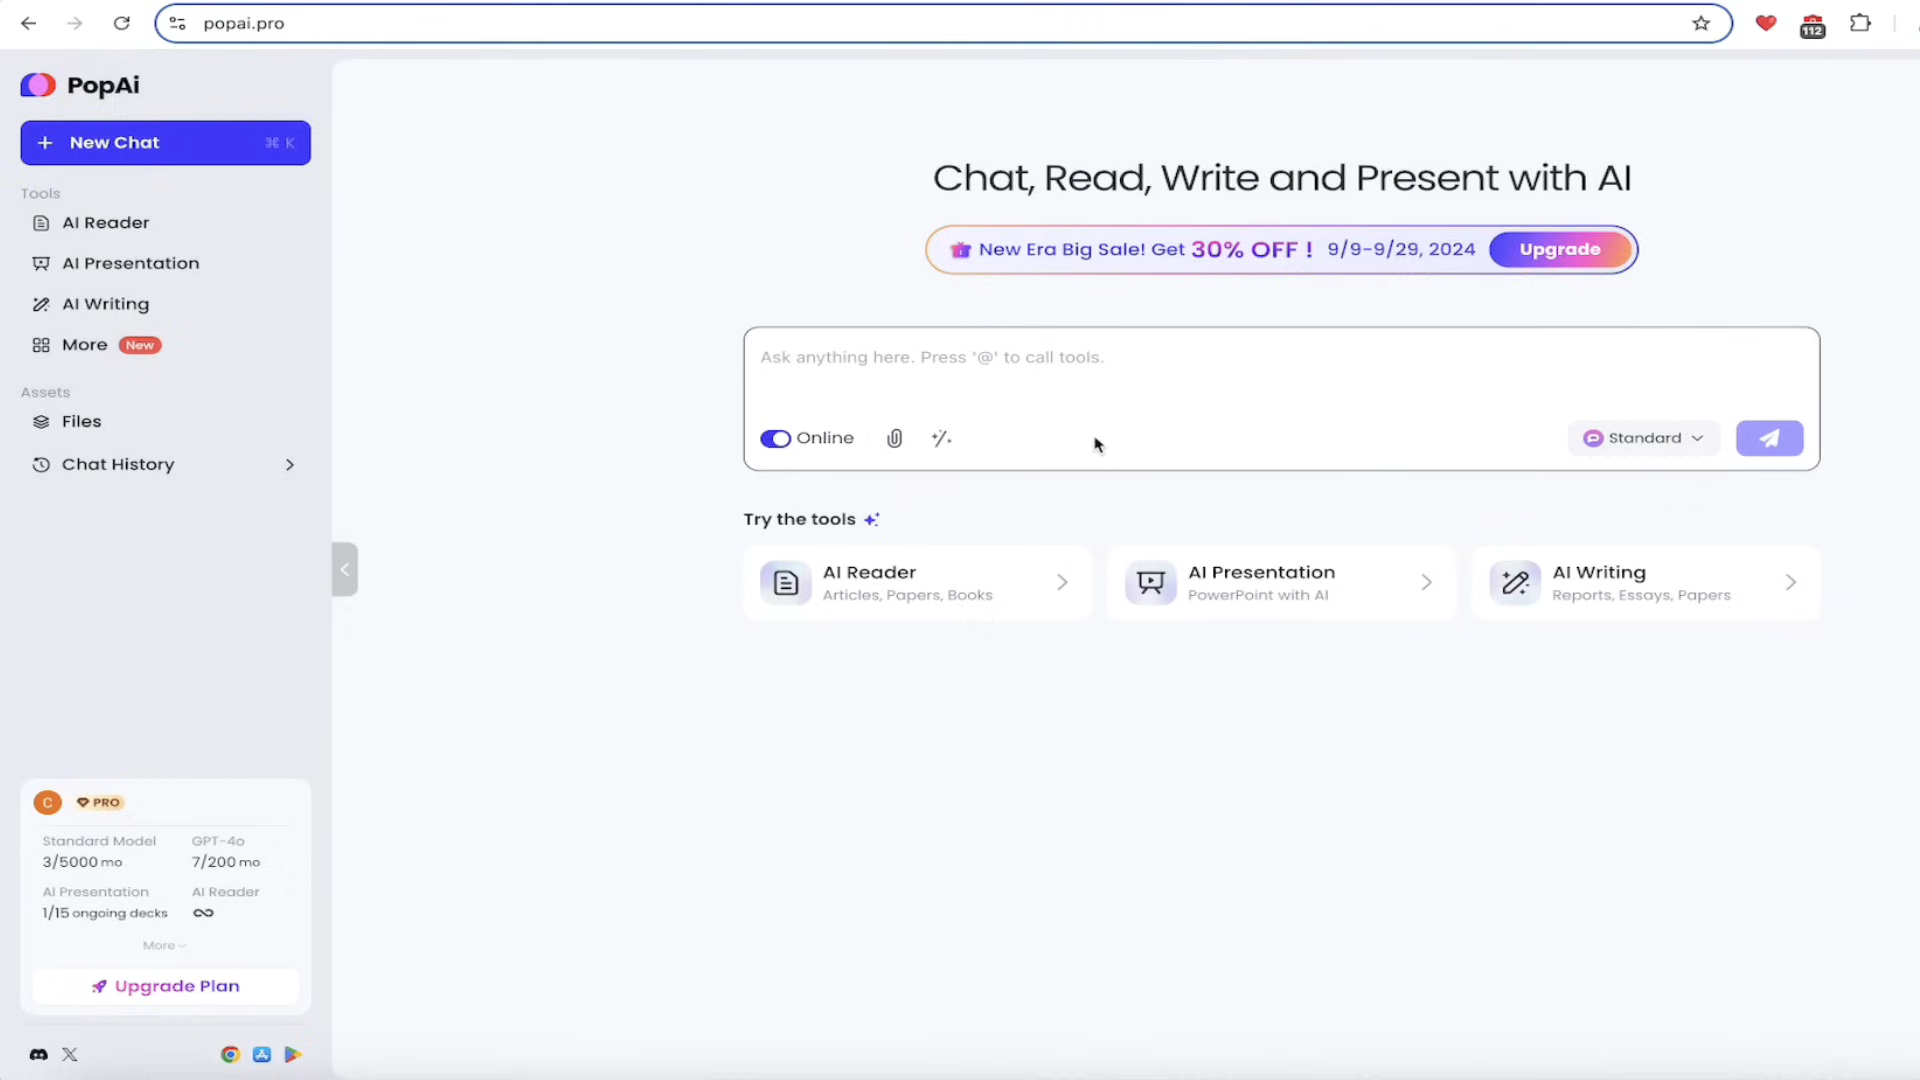 popai.pro
112
PopAi
New Chat ⌘ K
Tools
AI Reader
AI Presentation
AI Writing
More New
Assets
Files
Chat History
C PRO
Standard Model GPT-4o
3/5000 mo 7/200 mo
AI Presentation AI Reader
1/15 ongoing decks ∞
More
Upgrade Plan
Chat, Read, Write and Present with AI
New Era Big Sale! Get 30% OFF ! 9/9-9/29, 2024 Upgrade
Ask anything here. Press '@' to call tools.
Online Standard
Try the tools
AI Reader
Articles, Papers, Books
AI Presentation
PowerPoint with AI
AI Writing
Reports, Essays, Papers